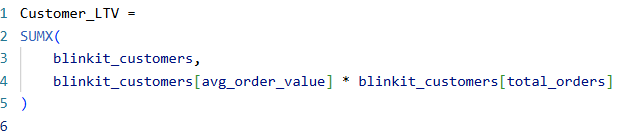 1 Customer_LTV =
2 SUMX(
3 blinkit_customers,
4 blinkit_customers[avg_order_value] * blinkit_customers[total_orders]
5 )
6